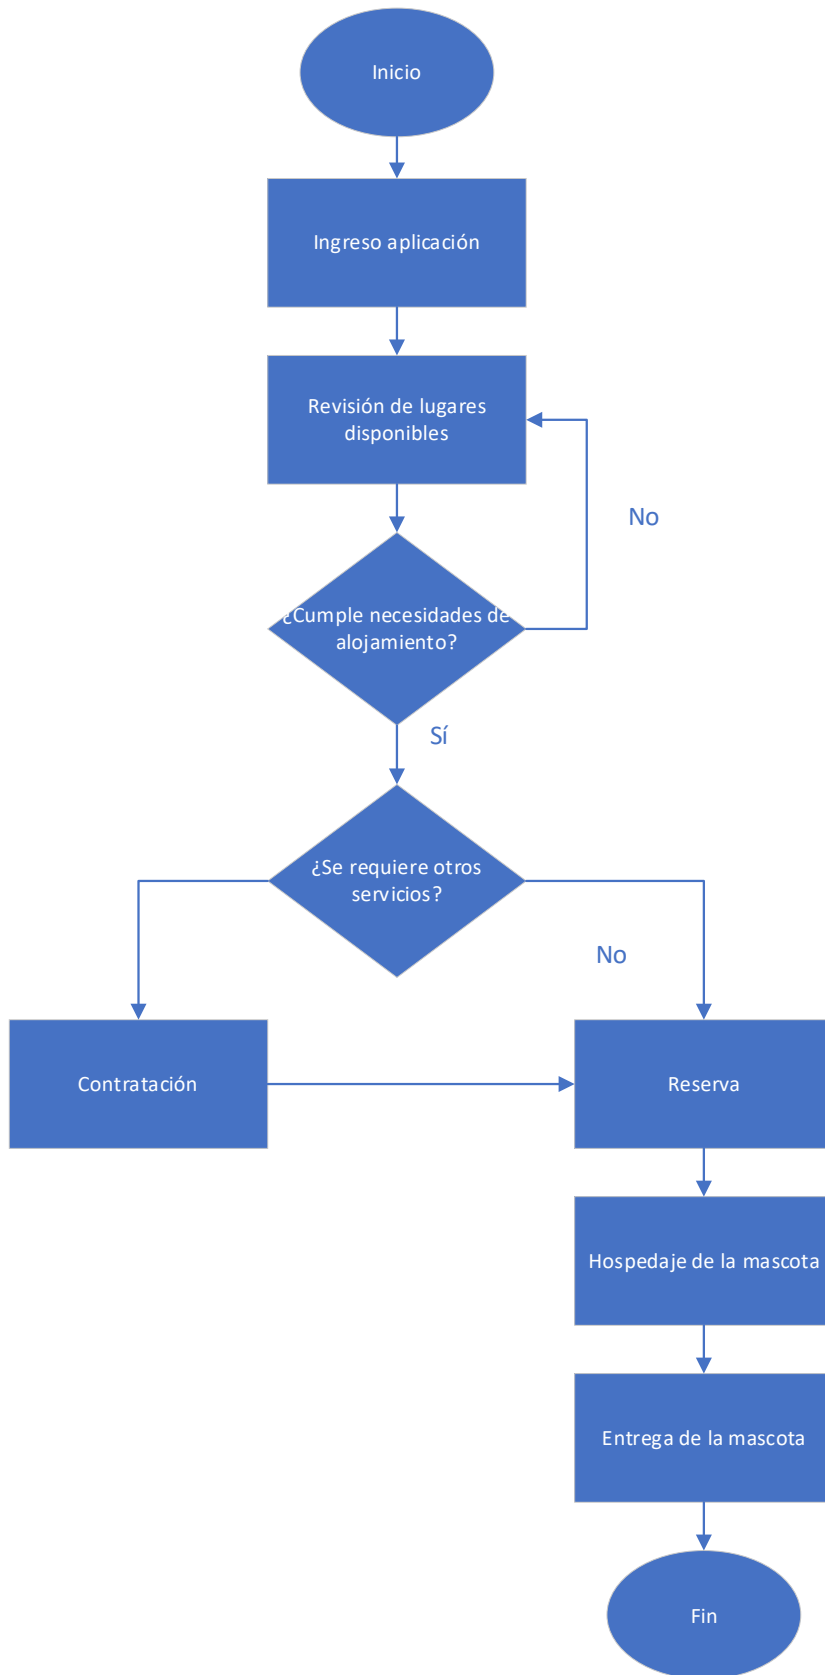 Inicio
Ingreso aplicación
Revisión de lugares
disponibles
No
¿Cumple necesidades de
alojamiento?
Sí
¿Se requiere otros
servicios?
No
Contratación
Reserva
Hospedaje de la mascota
Entrega de la mascota
Fin